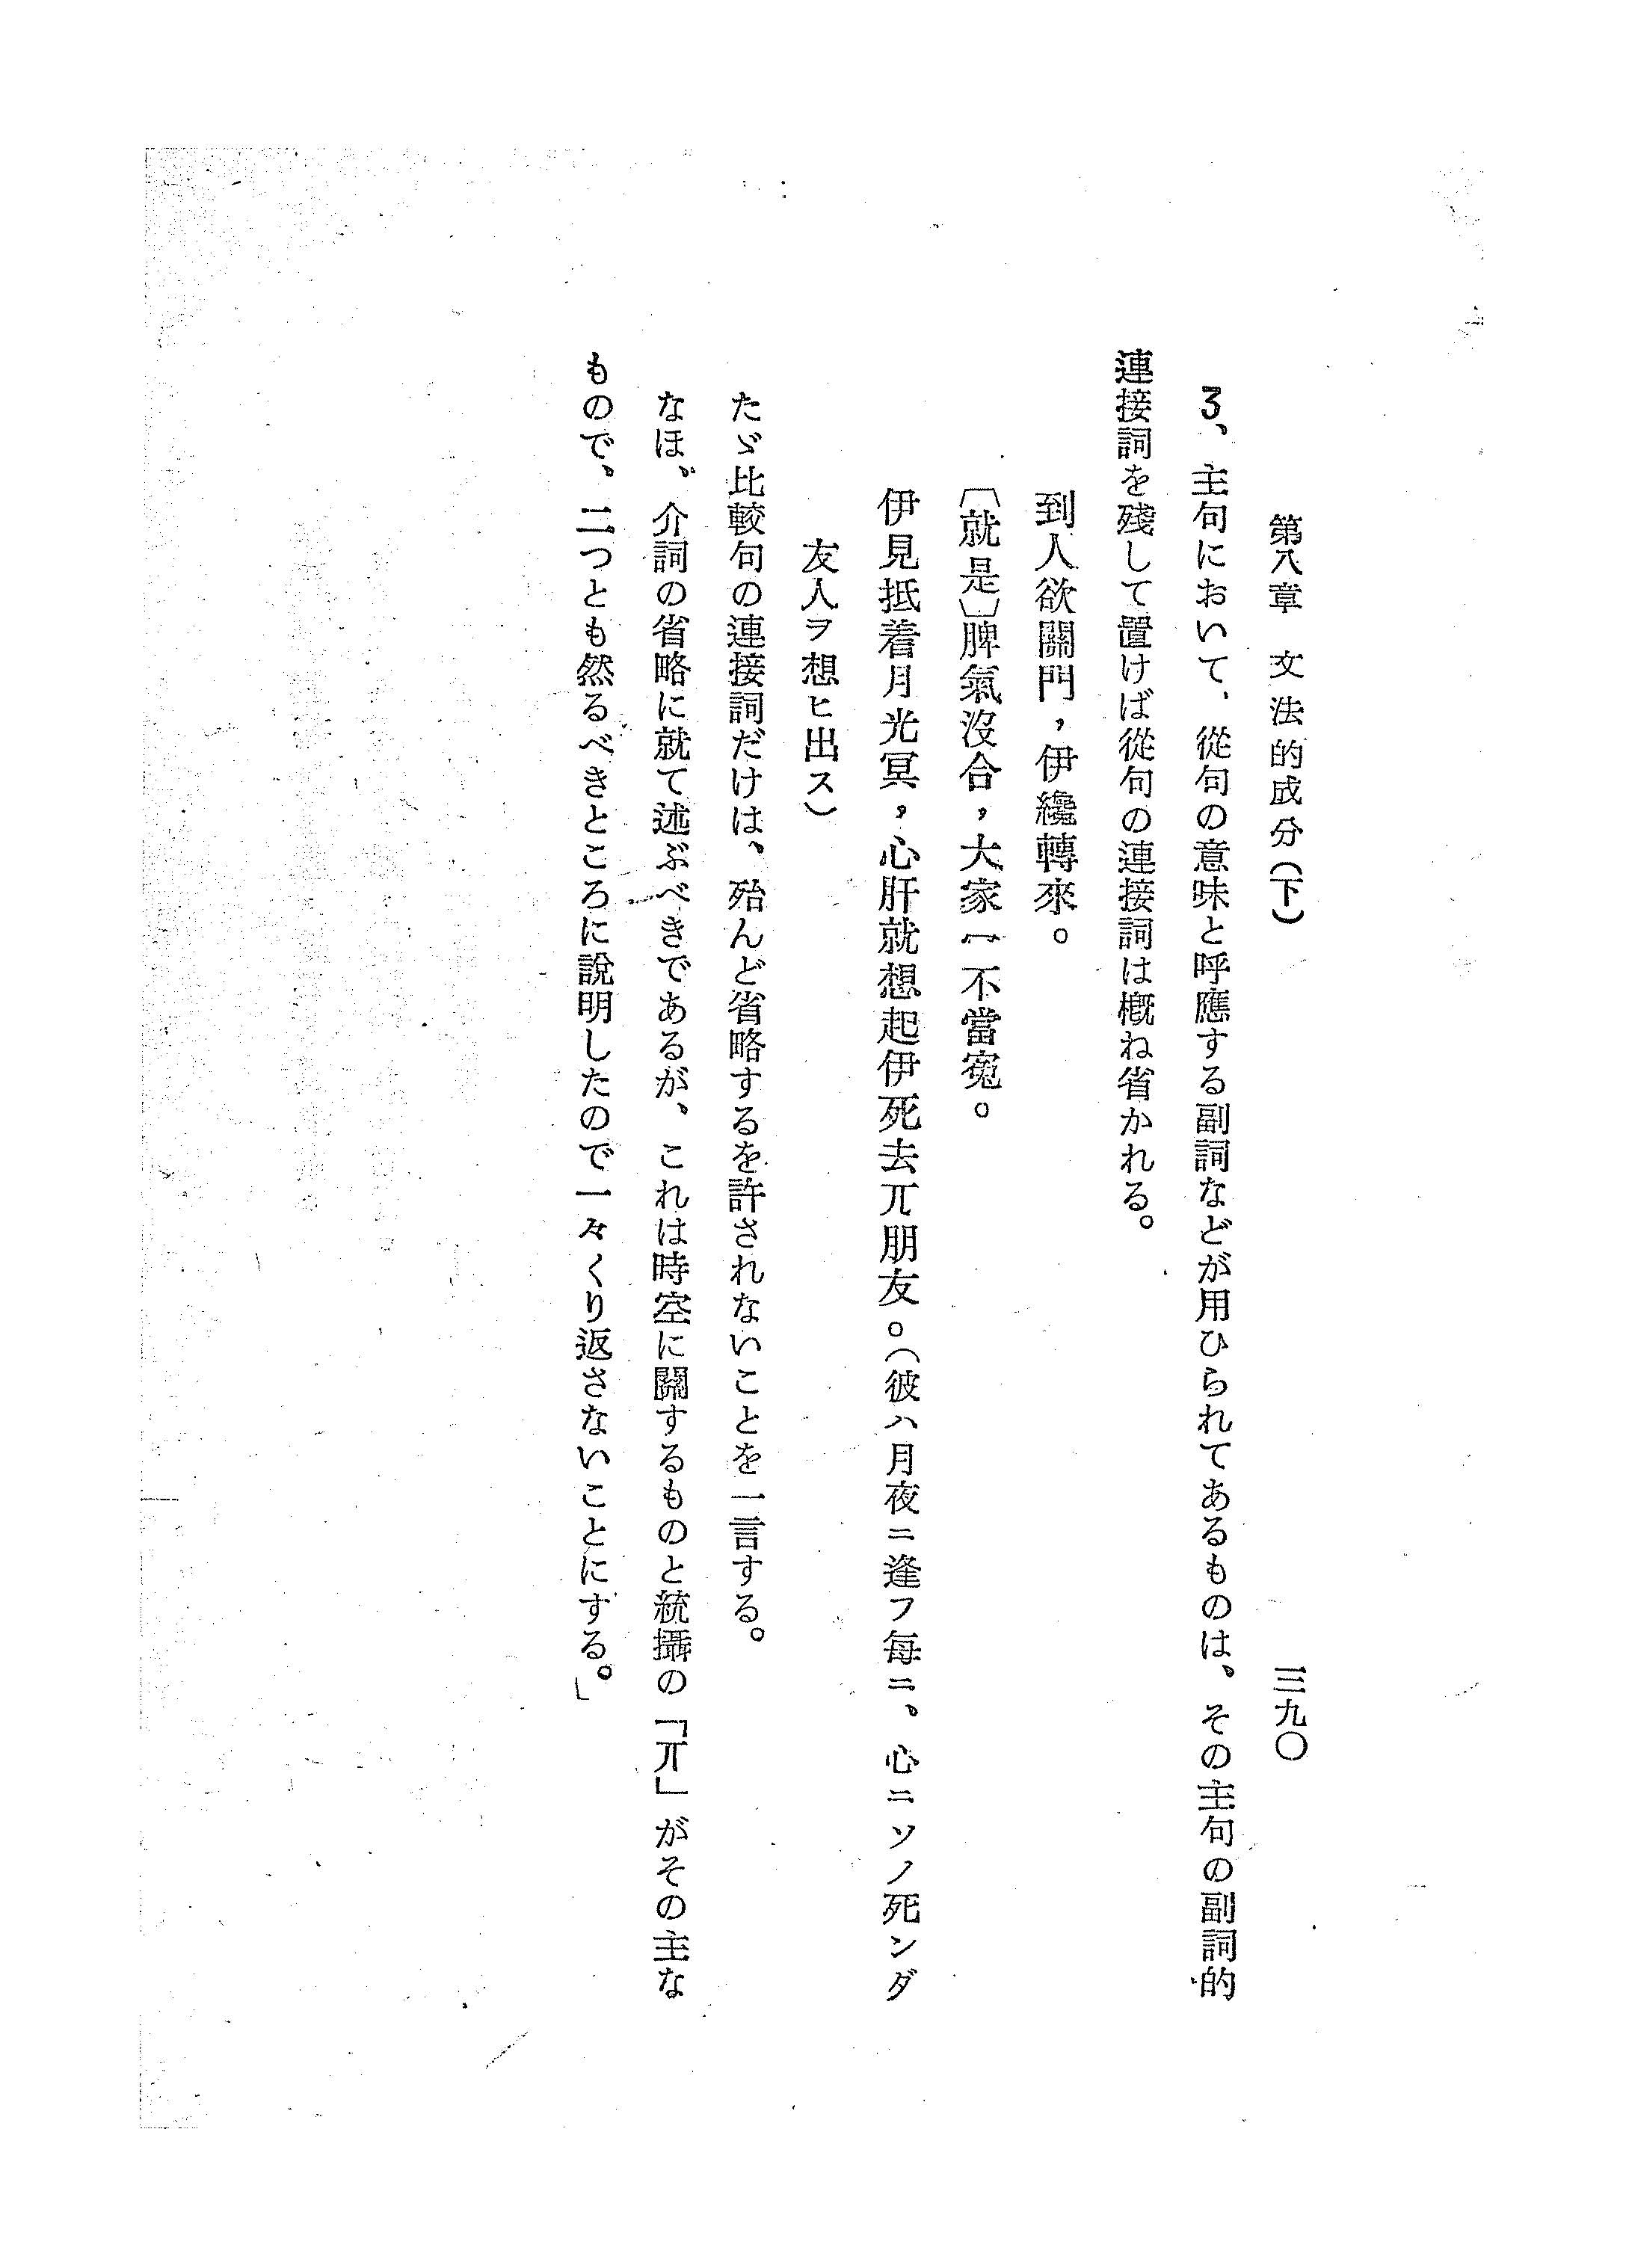 第八章　文法的成分(下)　三九〇
3、主句において、從句の意味と呼應する副詞などが用ひられてあるものは、その主句の副詞的
連接詞を殘して置けば從句の連接詞は槪ね省かれる。
到人欲關門，伊纔轉來。
〔就是〕脾氣沒合，大家一不當寃。
伊見抵着月光冥，心肝就想起伊死去兀朋友。(彼ハ月夜ニ逢フ每ニ、心ニソノ死ンダ
友人ヲ想ヒ出ス)
たゞ比較句の連接詞だけは、殆んど省略するを許されないことを一言する。
なほ、介詞の省略に就て述ぶべきであるが、これは時空に關するものと統攝の「兀」がその主な
もので、二つとも然るべきところに說明したので一々くり返さないことにする。」